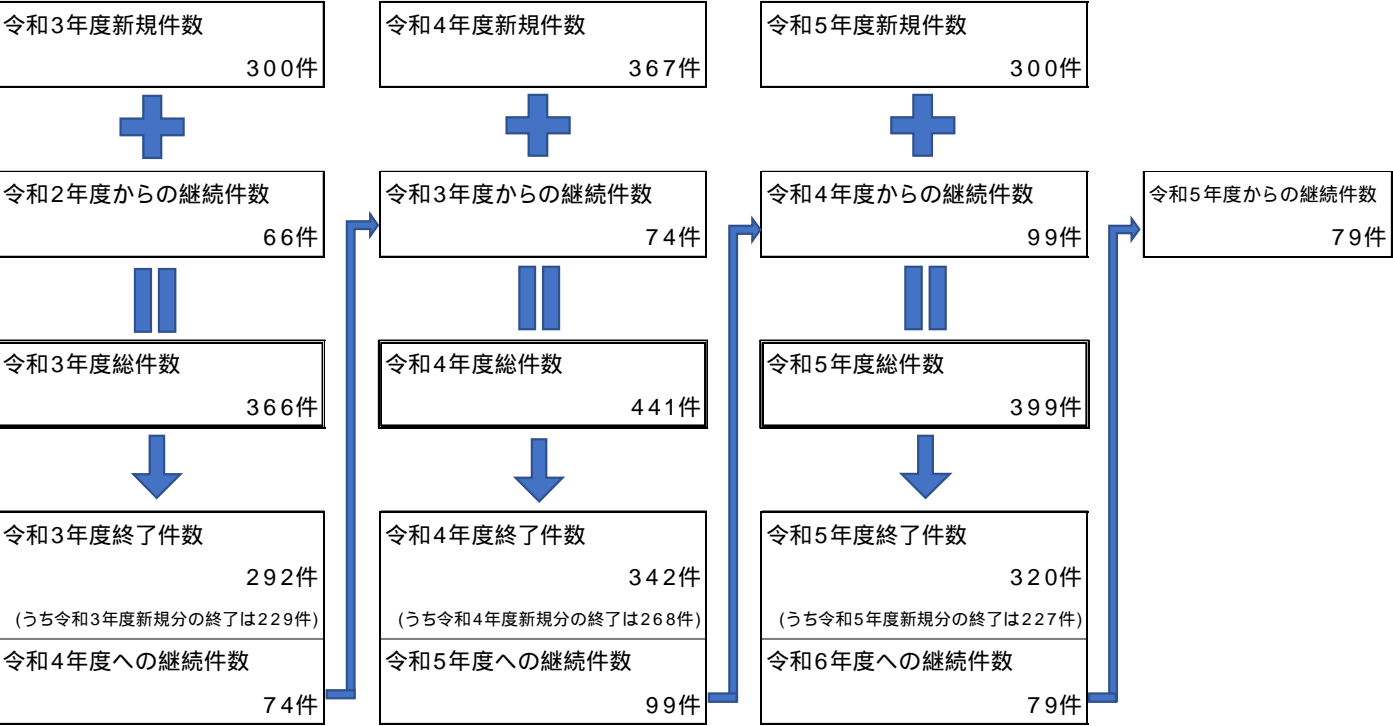 令和3年度新規件数
300件
令和2年度からの継続件数
66件
令和3年度総件数
366件
令和3年度終了件数
292件
(うち令和3年度新規分の終了は229件)
令和4年度への継続件数
74件
令和4年度新規件数
367件
令和3年度からの継続件数
74件
令和4年度総件数
441件
令和4年度終了件数
342件
(うち令和4年度新規分の終了は268件)
令和5年度への継続件数
99件
令和5年度新規件数
300件
令和4年度からの継続件数
99件
令和5年度総件数
399件
令和5年度終了件数
320件
(うち令和5年度新規分の終了は227件)
令和6年度への継続件数
79件
令和5年度からの継続件数
79件